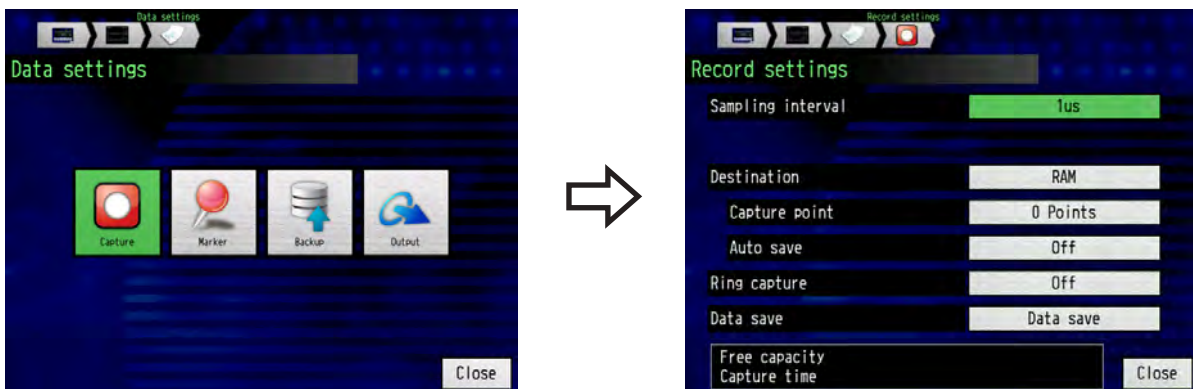 Data settings
Data settings
Capture
Marker
Backup
Output
Close
Record settings
Record settings
Sampling interval 1us
Destination RAM
Capture point 0 Points
Auto save Off
Ring capture Off
Data save Data save
Free capacity
Capture time
Close